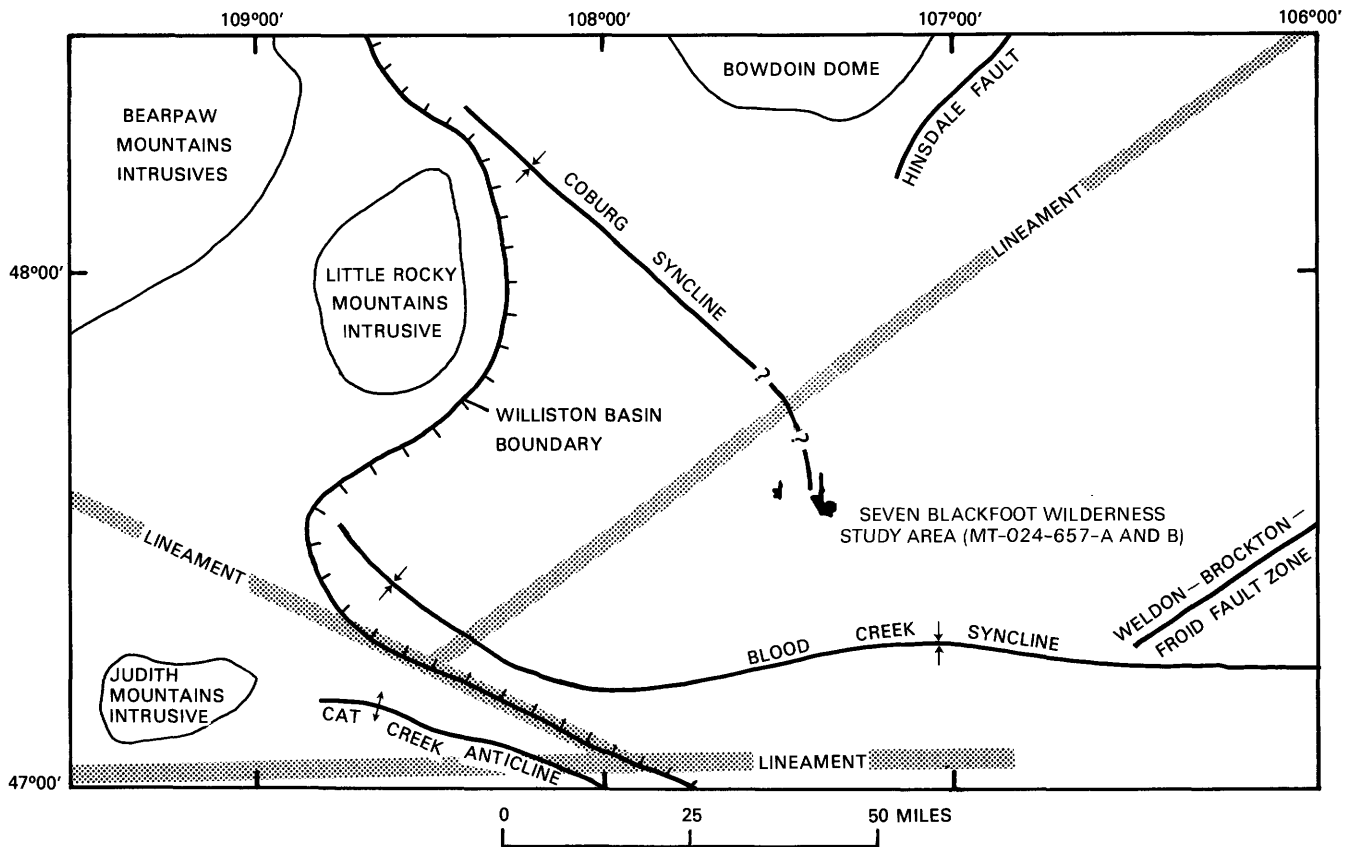 109°00'
108°00'
107°00'
106°00'
BOWDOIN DOME
HINSDALE FAULT
BEARPAW
MOUNTAINS
INTRUSIVES
COBURG SYNCLINE
LINEAMENT
48°00'
LITTLE ROCKY
MOUNTAINS
INTRUSIVE
?
WILLISTON BASIN
BOUNDARY
?
SEVEN BLACKFOOT WILDERNESS
STUDY AREA (MT-024-657-A AND B)
LINEAMENT
WELDON-BROCKTON-
FROID FAULT ZONE
BLOOD CREEK SYNCLINE
JUDITH
MOUNTAINS
INTRUSIVE
CAT CREEK ANTICLINE
LINEAMENT
47°00'
0 25 50 MILES